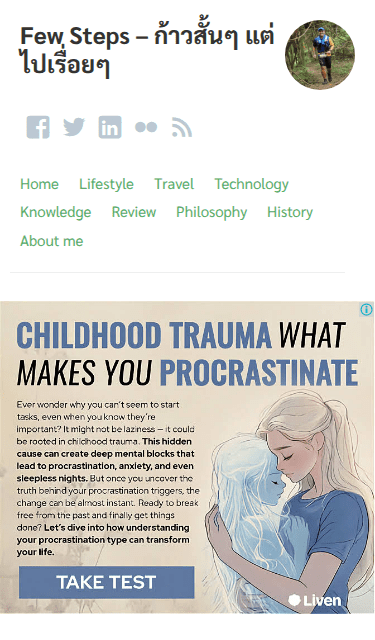 Few Steps – ก้าวสั้นๆ แต่
ไปเรื่อยๆ
Home Lifestyle Travel Technology
Knowledge Review Philosophy History
About me
CHILDHOOD TRAUMA WHAT
MAKES YOU PROCRASTINATE
Ever wonder why you can't seem to start
tasks, even when you know they're
important? It might not be laziness — it could
be rooted in childhood trauma. This hidden
cause can create deep mental blocks that
lead to procrastination, anxiety, and even
sleepless nights. But once you uncover the
truth behind your procrastination triggers, the
change can be almost instant. Ready to break
free from the past and finally get things
done? Let's dive into how understanding
your procrastination type can transform
your life.
TAKE TEST
Liven